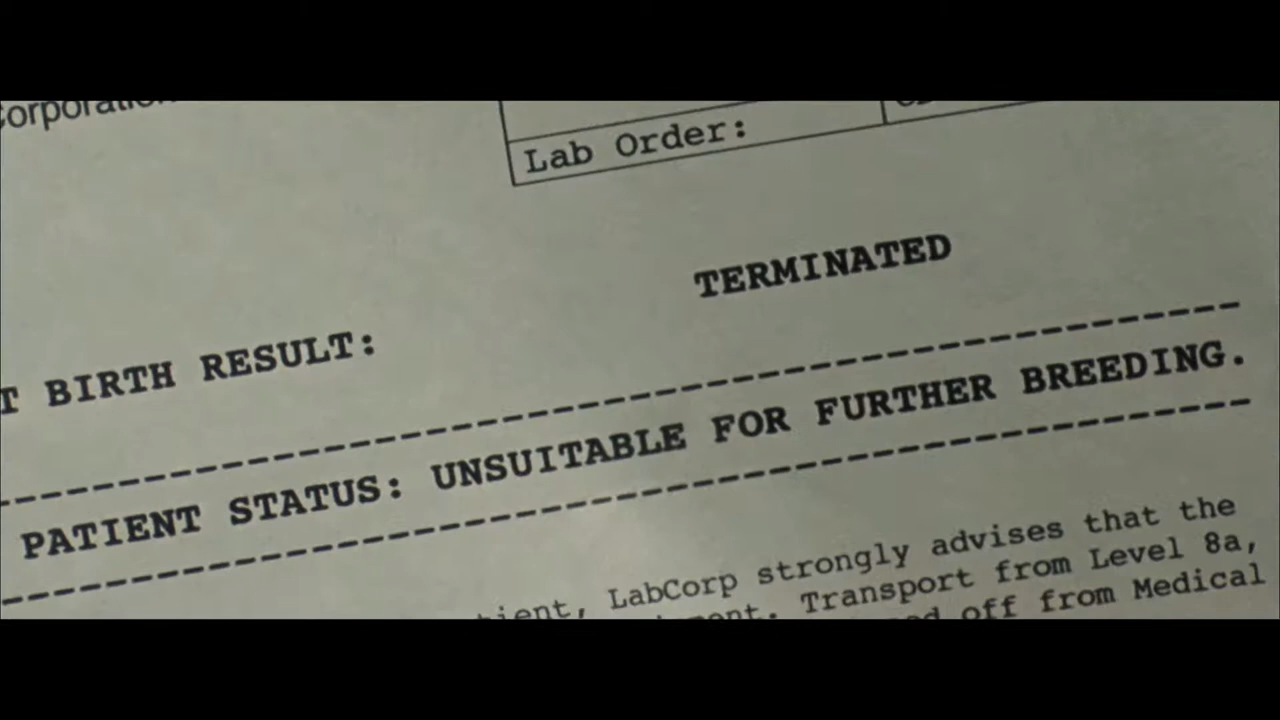 Corporation
Lab Order:
TERMINATED
BIRTH RESULT:
PATIENT STATUS: UNSUITABLE FOR FURTHER BREEDING.
LabCorp strongly advises that the
Transport from Level 8a,
off from Medical